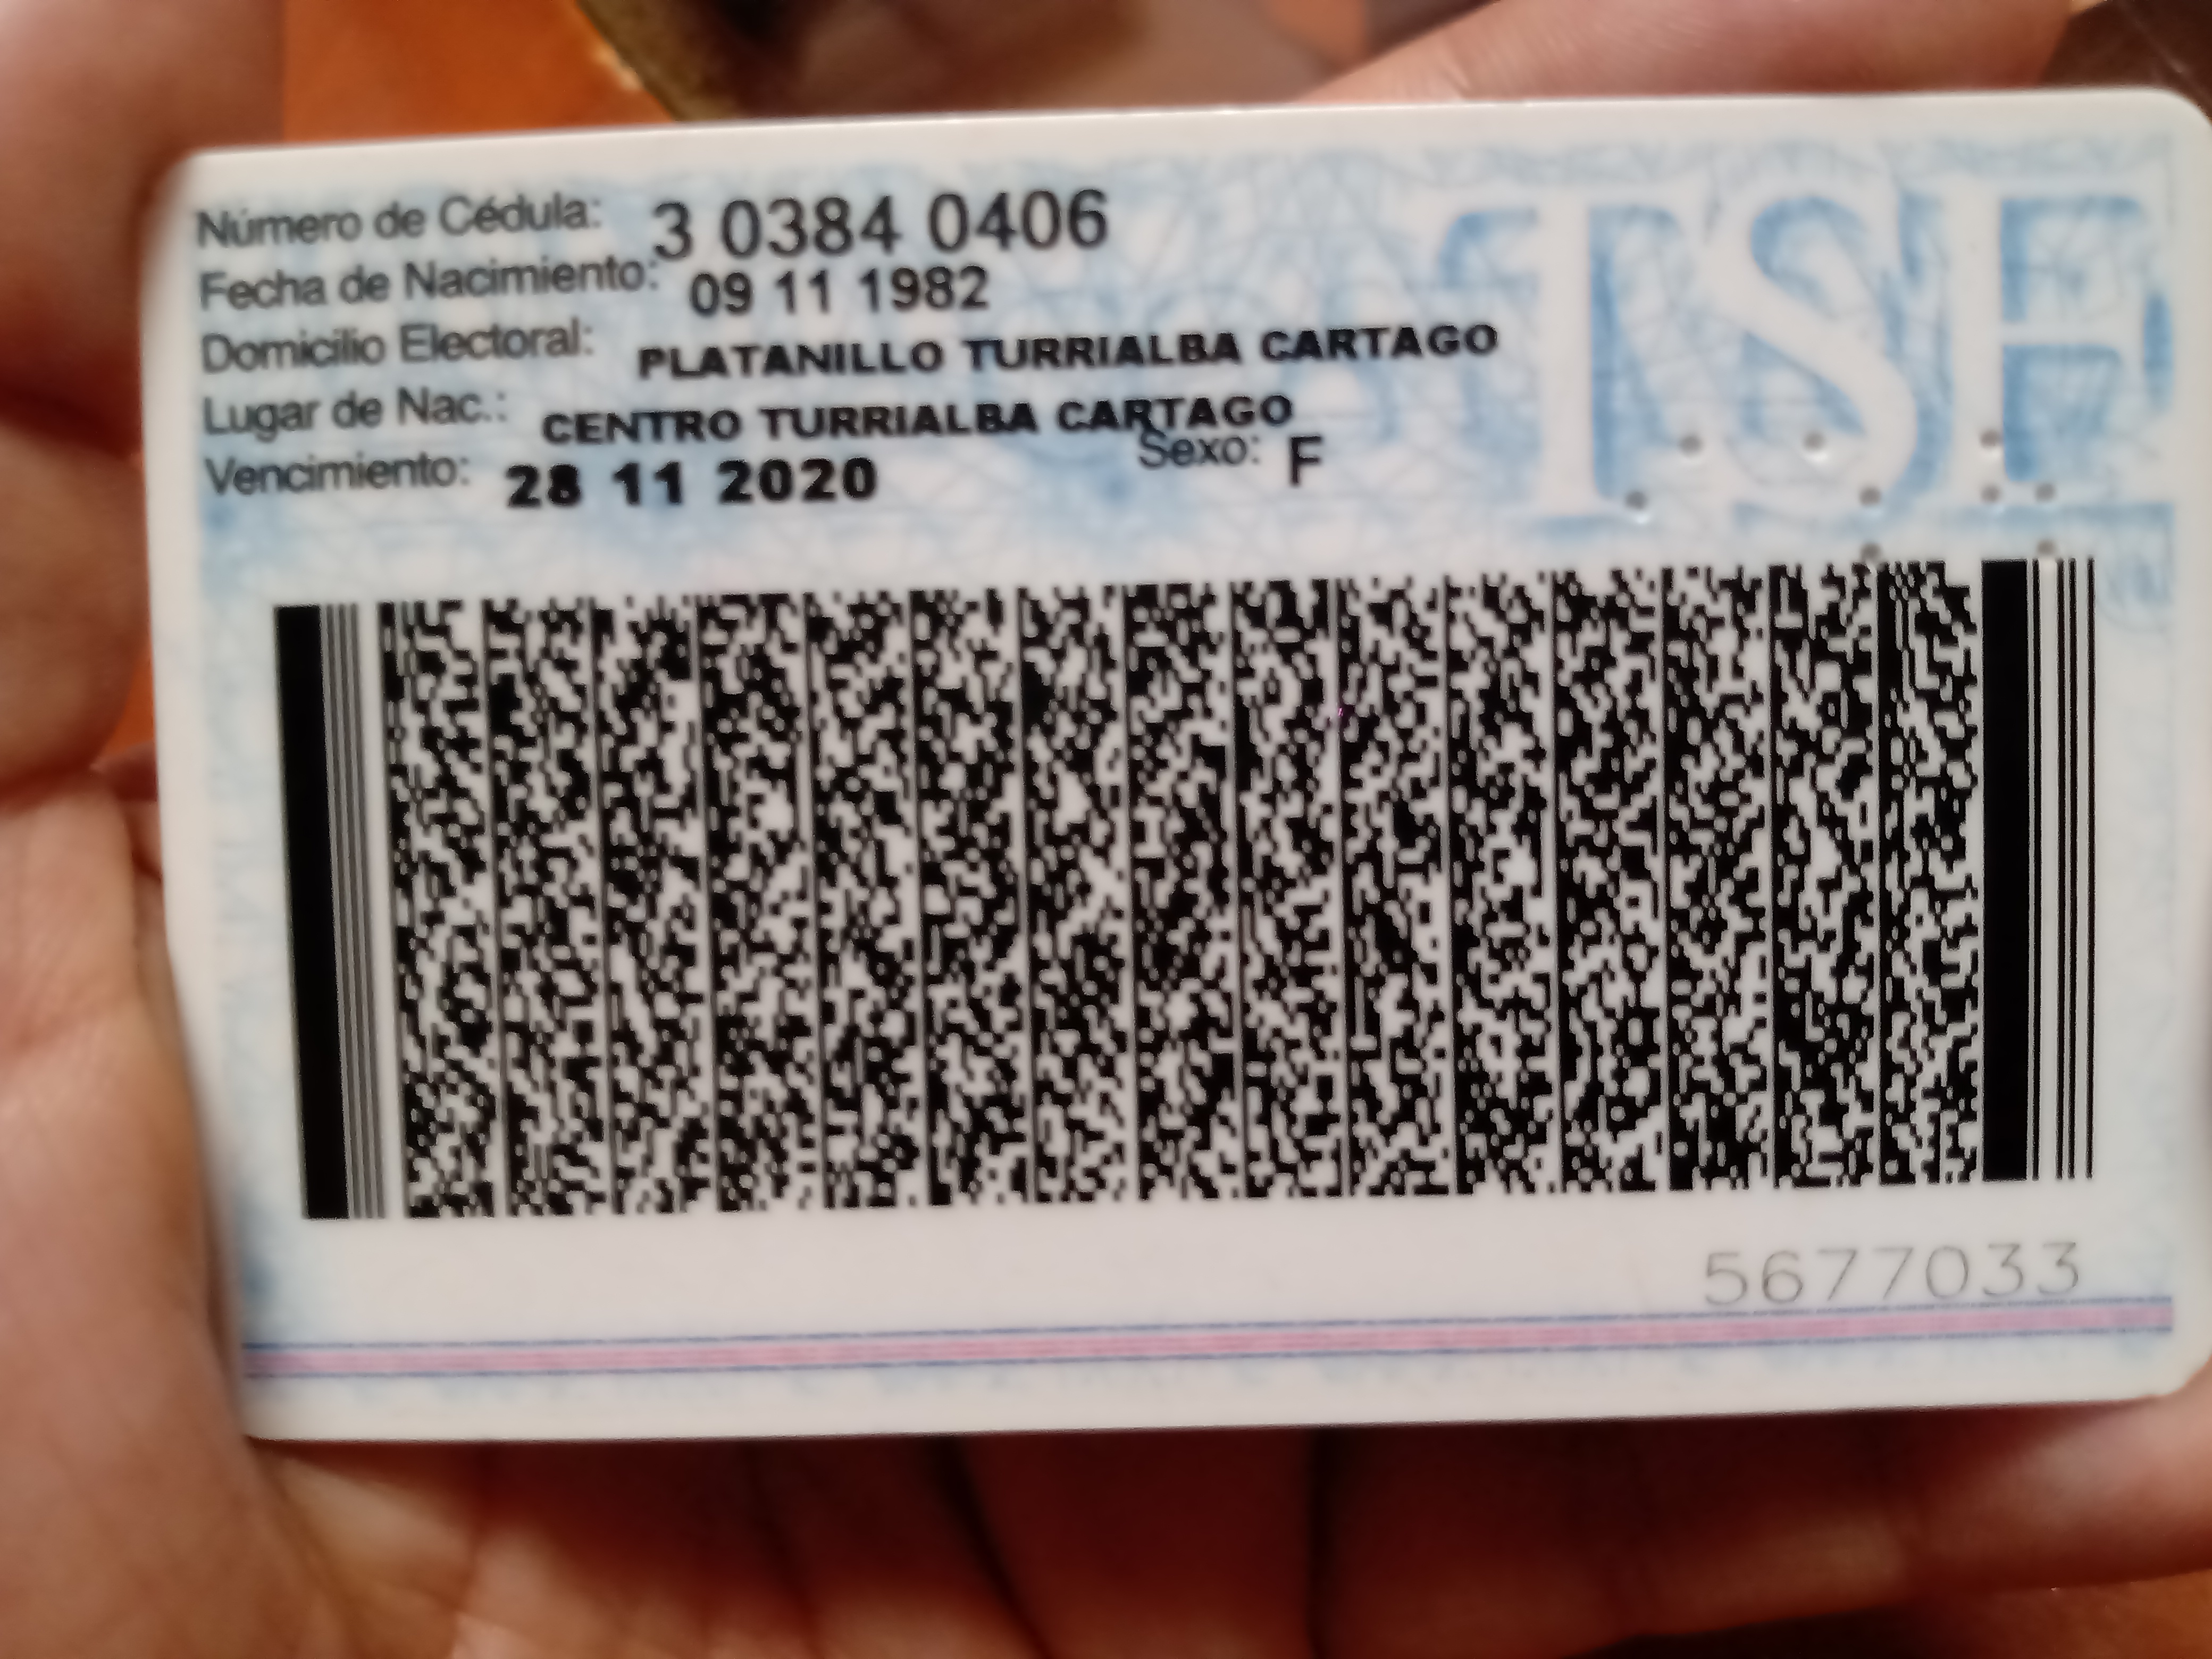 Número de Cédula: 3 0384 0406
Fecha de Nacimiento: 09 11 1982
Domicilio Electoral: PLATANILLO TURRIALBA CARTAGO
Lugar de Nac.: CENTRO TURRIALBA CARTAGO
Vencimiento: 28 11 2020 Sexo: F
TSE
5677033